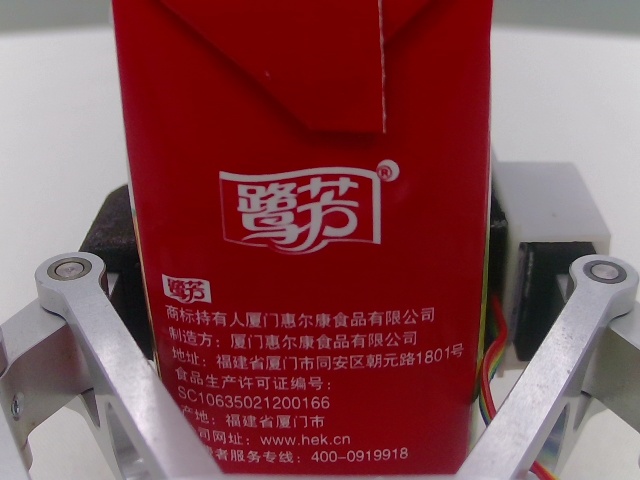 鹭芳®
鹭芳
商标持有人厦门惠尔康食品有限公司
制造方：厦门惠尔康食品有限公司
地址：福建省厦门市同安区朝元路1801号
食品生产许可证编号：
SC10635021200166
产地：福建省厦门市
司网址：www.hek.cn
者服务专线：400-0919918